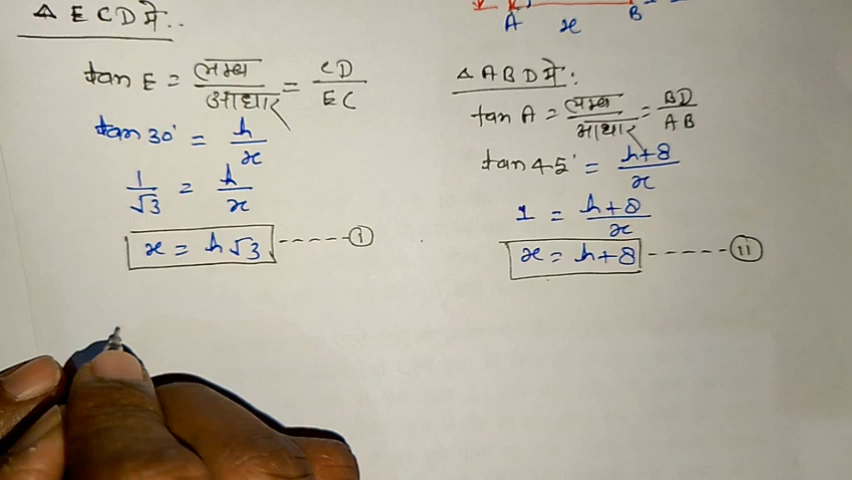 △ECD में..
tan E = लम्ब/आधार = CD/EC
tan 30° = h/x
1/√3 = h/x
x = h√3 -----(i)
A x B
△ABD में:
tan A = लम्ब/आधार = BD/AB
tan 45° = h+8/x
1 = h+8/x
x = h+8 ------(ii)